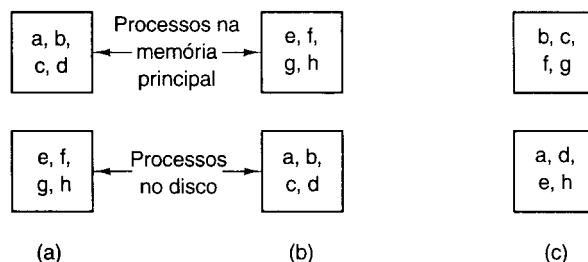 a, b,
c, d
Processos na
memória
principal
e, f,
g, h
b, c,
f, g
e, f,
g, h
Processos
no disco
a, b,
c, d
a, d,
e, h
(a)
(b)
(c)